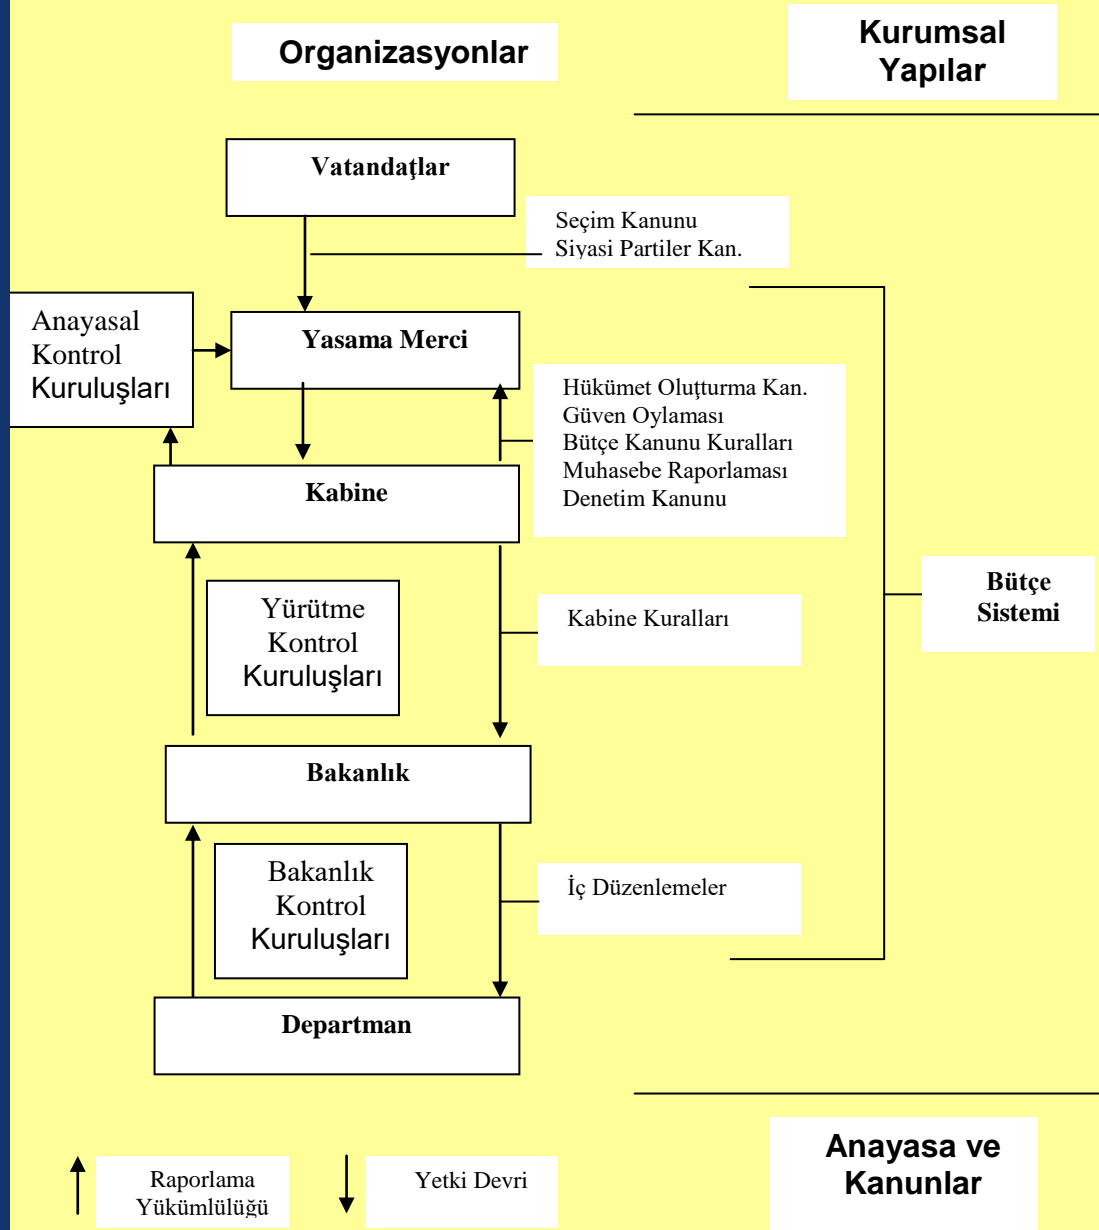 Organizasyonlar
Kurumsal
Yapılar
Vatandaţlar
Seçim Kanunu
Siyasi Partiler Kan.
Anayasal
Kontrol
Kuruluşları
Yasama Merci
Hükümet Oluţturma Kan.
Güven Oylaması
Bütçe Kanunu Kuralları
Muhasebe Raporlaması
Denetim Kanunu
Kabine
Yürütme
Kontrol
Kuruluşları
Kabine Kuralları
Bütçe
Sistemi
Bakanlık
Bakanlık
Kontrol
Kuruluşları
İç Düzenlemeler
Departman
Raporlama
Yükümlülüğü
Yetki Devri
Anayasa ve
Kanunlar